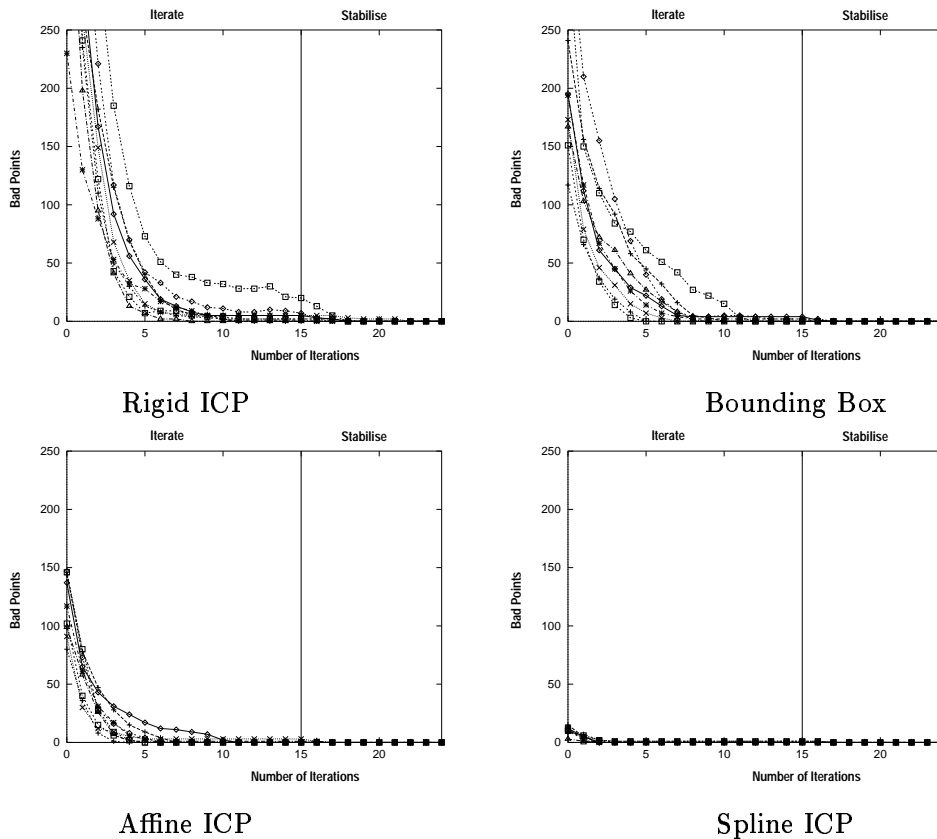 Iterate Stabilise
250
200
150
100
50
0
Bad Points
0 5 10 15 20
Number of Iterations
Rigid ICP
Iterate Stabilise
250
200
150
100
50
0
Bad Points
0 5 10 15 20
Number of Iterations
Bounding Box
Iterate Stabilise
250
200
150
100
50
0
Bad Points
0 5 10 15 20
Number of Iterations
Affine ICP
Iterate Stabilise
250
200
150
100
50
0
Bad Points
0 5 10 15 20
Number of Iterations
Spline ICP